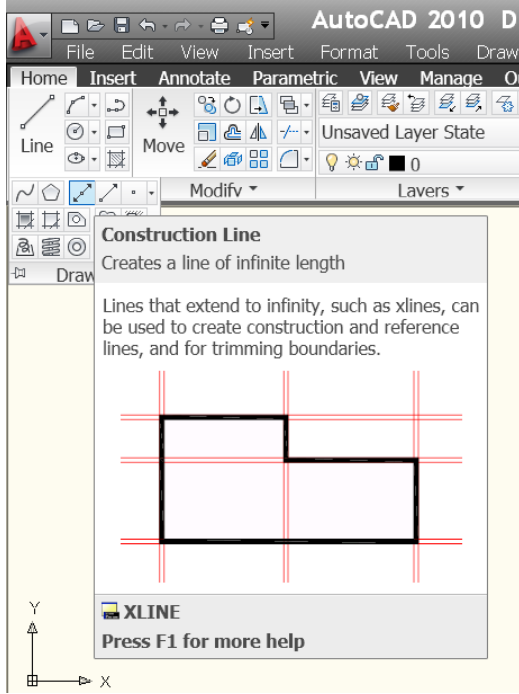 AutoCAD 2010 D
File Edit View Insert Format Tools Draw
Home Insert Annotate Parametric View Manage O
Line
Move
Unsaved Layer State
0
Modify
Layers
Draw
Construction Line
Creates a line of infinite length
Lines that extend to infinity, such as xlines, can
be used to create construction and reference
lines, and for trimming boundaries.
XLINE
Press F1 for more help
Y
X